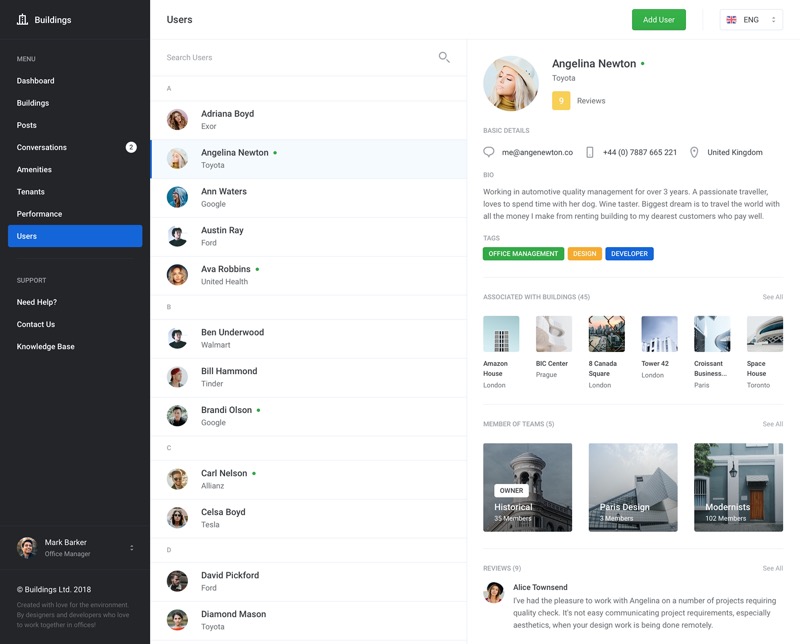 Buildings
MENU
Dashboard
Buildings
Posts
Conversations 2
Amenities
Tenants
Performance
Users
SUPPORT
Need Help?
Contact Us
Knowledge Base
Mark Barker
Office Manager
© Buildings Ltd. 2018
Created with love for the environment.
By designers and developers who love
to work together in offices!
Users
Add User
ENG
Search Users
A
Adriana Boyd
Exor
Angelina Newton
Toyota
Ann Waters
Google
Austin Ray
Ford
Ava Robbins
United Health
B
Ben Underwood
Walmart
Bill Hammond
Tinder
Brandi Olson
Google
C
Carl Nelson
Allianz
Celsa Boyd
Tesla
D
David Pickford
Ford
Diamond Mason
Toyota
Angelina Newton
Toyota
9 Reviews
BASIC DETAILS
me@angenewton.co +44 (0) 7887 665 221 United Kingdom
BIO
Working in automotive quality management for over 3 years. A passionate traveller,
loves to spend time with her dog. Wine taster. Biggest dream is to travel the world with
all the money I make from renting building to my dearest customers who pay well.
TAGS
OFFICE MANAGEMENT DESIGN DEVELOPER
ASSOCIATED WITH BUILDINGS (45) See All
Amazon
House
London
BIC Center
Prague
8 Canada
Square
London
Tower 42
London
Croissant
Business...
Paris
Space
House
Toronto
MEMBER OF TEAMS (5) See All
OWNER
Historical
35 Members
Paris Design
3 Members
Modernists
102 Members
REVIEWS (9) See All
Alice Townsend
I've had the pleasure to work with Angelina on a number of projects requiring
quality check. It's not easy communicating project requirements, especially
aesthetics, when your design work is being done remotely.